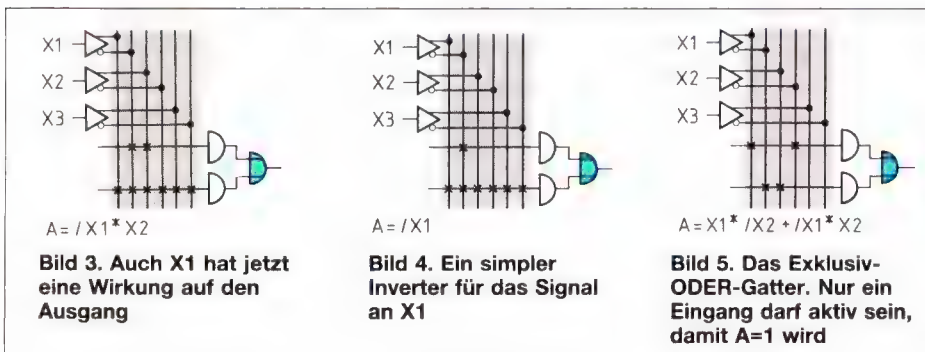 X1
X2
X3
A = /X1* X2
Bild 3. Auch X1 hat jetzt
eine Wirkung auf den
Ausgang
X1
X2
X3
A = /X1
Bild 4. Ein simpler
Inverter für das Signal
an X1
X1
X2
X3
A = X1* /X2 + /X1* X2
Bild 5. Das Exklusiv-
ODER-Gatter. Nur ein
Eingang darf aktiv sein,
damit A=1 wird